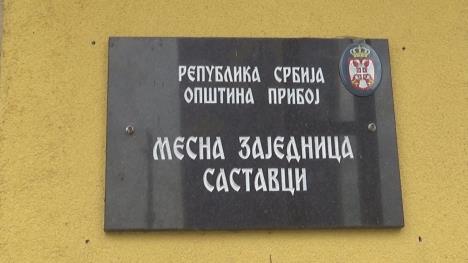 РЕПУБЛИКА СРБИЈА
ОПШТИНА ПРИБОЈ
МЕСНА ЗАЈЕДНИЦА
САСТАВЦИ